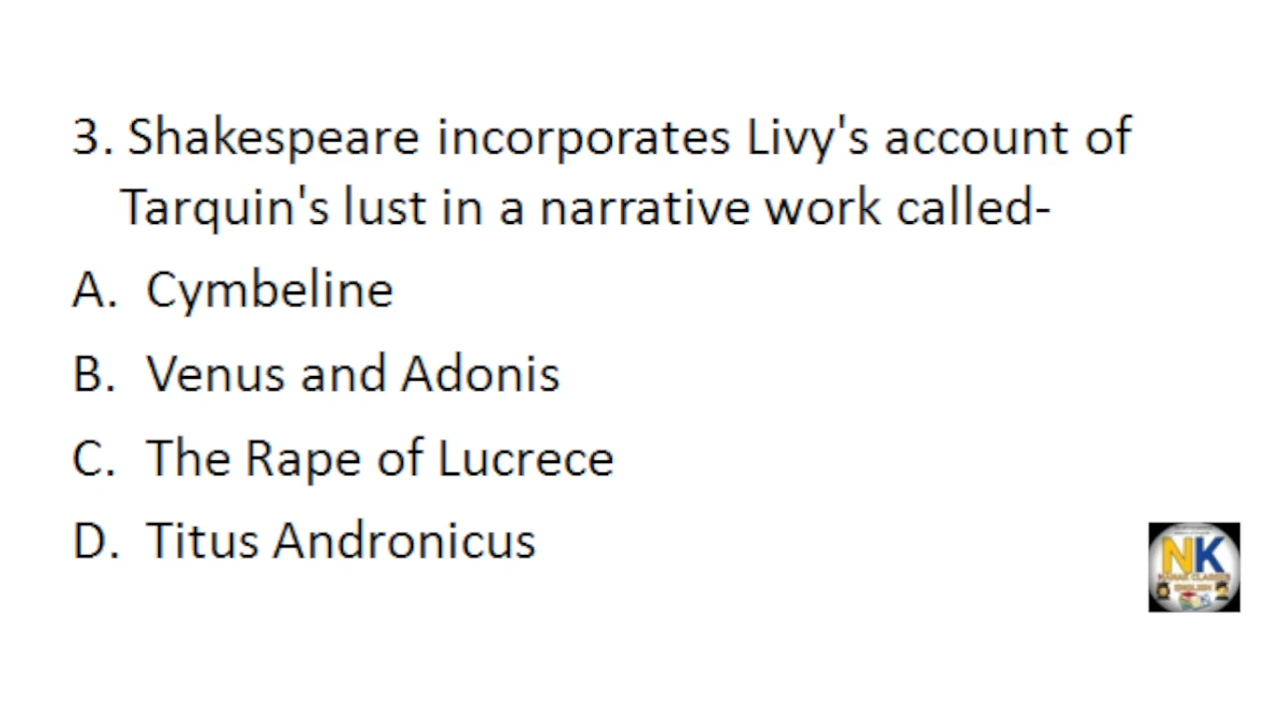 3. Shakespeare incorporates Livy's account of
Tarquin's lust in a narrative work called-
A. Cymbeline
B. Venus and Adonis
C. The Rape of Lucrece
D. Titus Andronicus
NK
ENGLISH